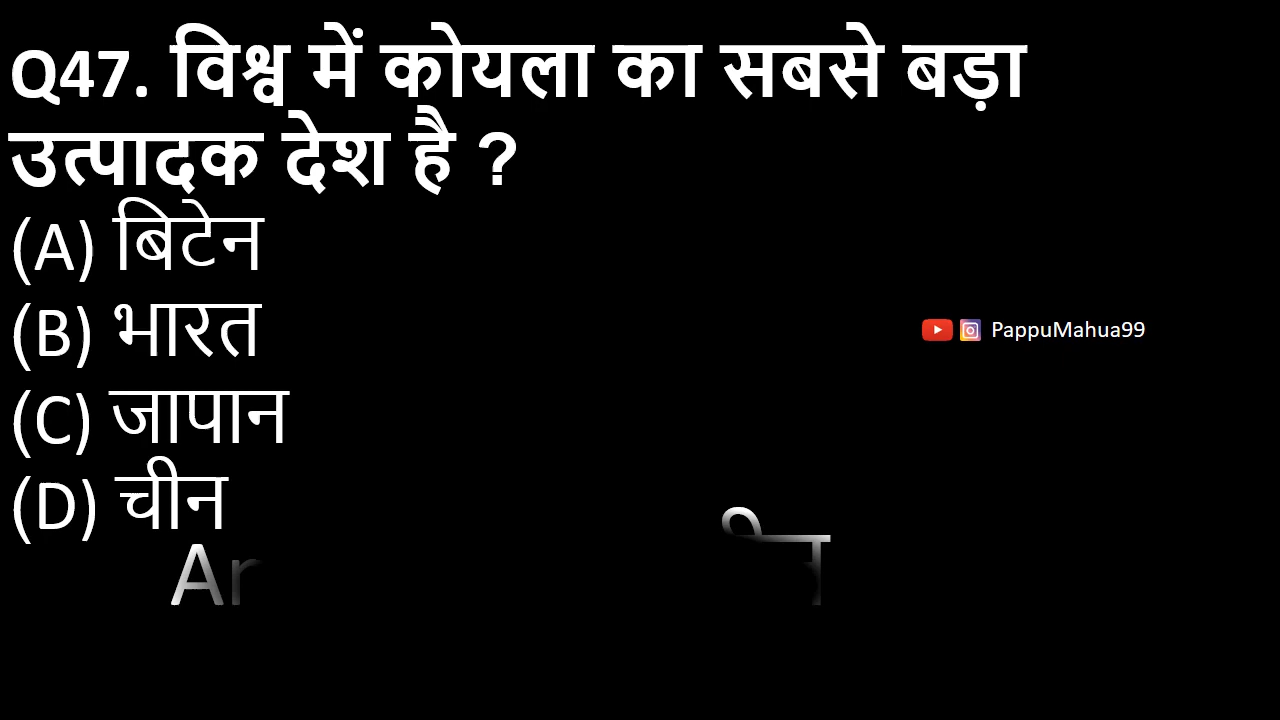 Q47. विश्व में कोयला का सबसे बड़ा
उत्पादक देश है ?
(A) बिटेन
(B) भारत
PappuMahua99
(C) जापान
(D) चीन